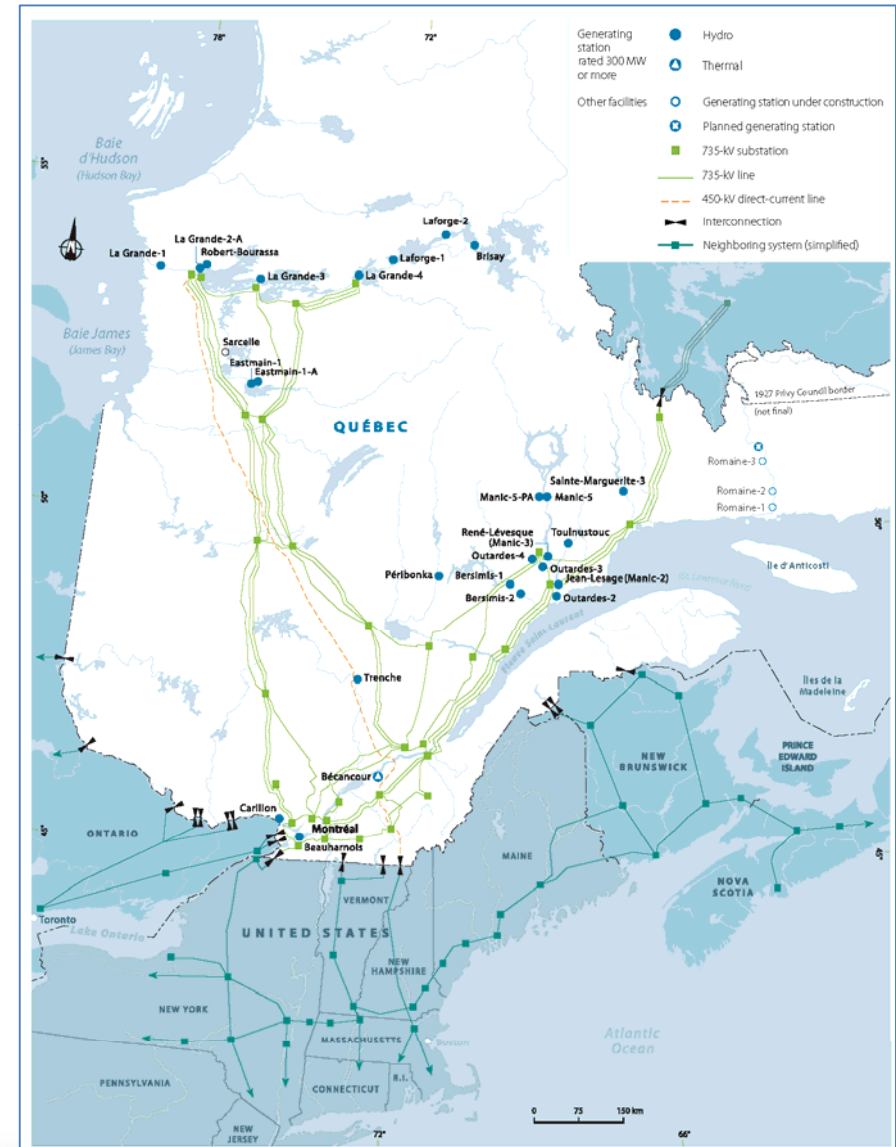 78°
72°
Generating
station
rated 300 MW
or more
Hydro
Thermal
Other facilities
Generating station under construction
Planned generating station
735-kV substation
735-kV line
450-kV direct-current line
Interconnection
Neighboring system (simplified)
55°
Baie
d'Hudson
(Hudson Bay)
Laforge-2
La Grande-2-A
Robert-Bourassa
La Grande-1
Laforge-1
Brisay
La Grande-3
La Grande-4
Baie James
(James Bay)
Sarcelle
Eastmain-1
Eastmain-1-A
1927 Privy Council border
(not final)
QUÉBEC
Romaine-3
Sainte-Marguerite-3
50°
Manic-5-PA
Manic-5
Romaine-2
Romaine-1
50°
René-Lévesque
(Manic-3)
Toulnustouc
Outardes-4
Outardes-3
Île d'Anticosti
Péribonka
Bersimis-1
Jean-Lesage (Manic-2)
Bersimis-2
Outardes-2
Fleuve Saint-Laurent
Trenche
Îles de la
Madeleine
NEW
BRUNSWICK
PRINCE
EDWARD
ISLAND
Bécancour
Carillon
Montréal
ONTARIO
45°
Beauharnois
45°
MAINE
NOVA
SCOTIA
VERMONT
Toronto
Lake Ontario
UNITED STATES
NEW
HAMPSHIRE
NEW YORK
MASSACHUSETTS
Boston
Atlantic
Ocean
PENNSYLVANIA
CONNECTICUT
R.I.
NEW
JERSEY
0 75 150 km
72°
66°